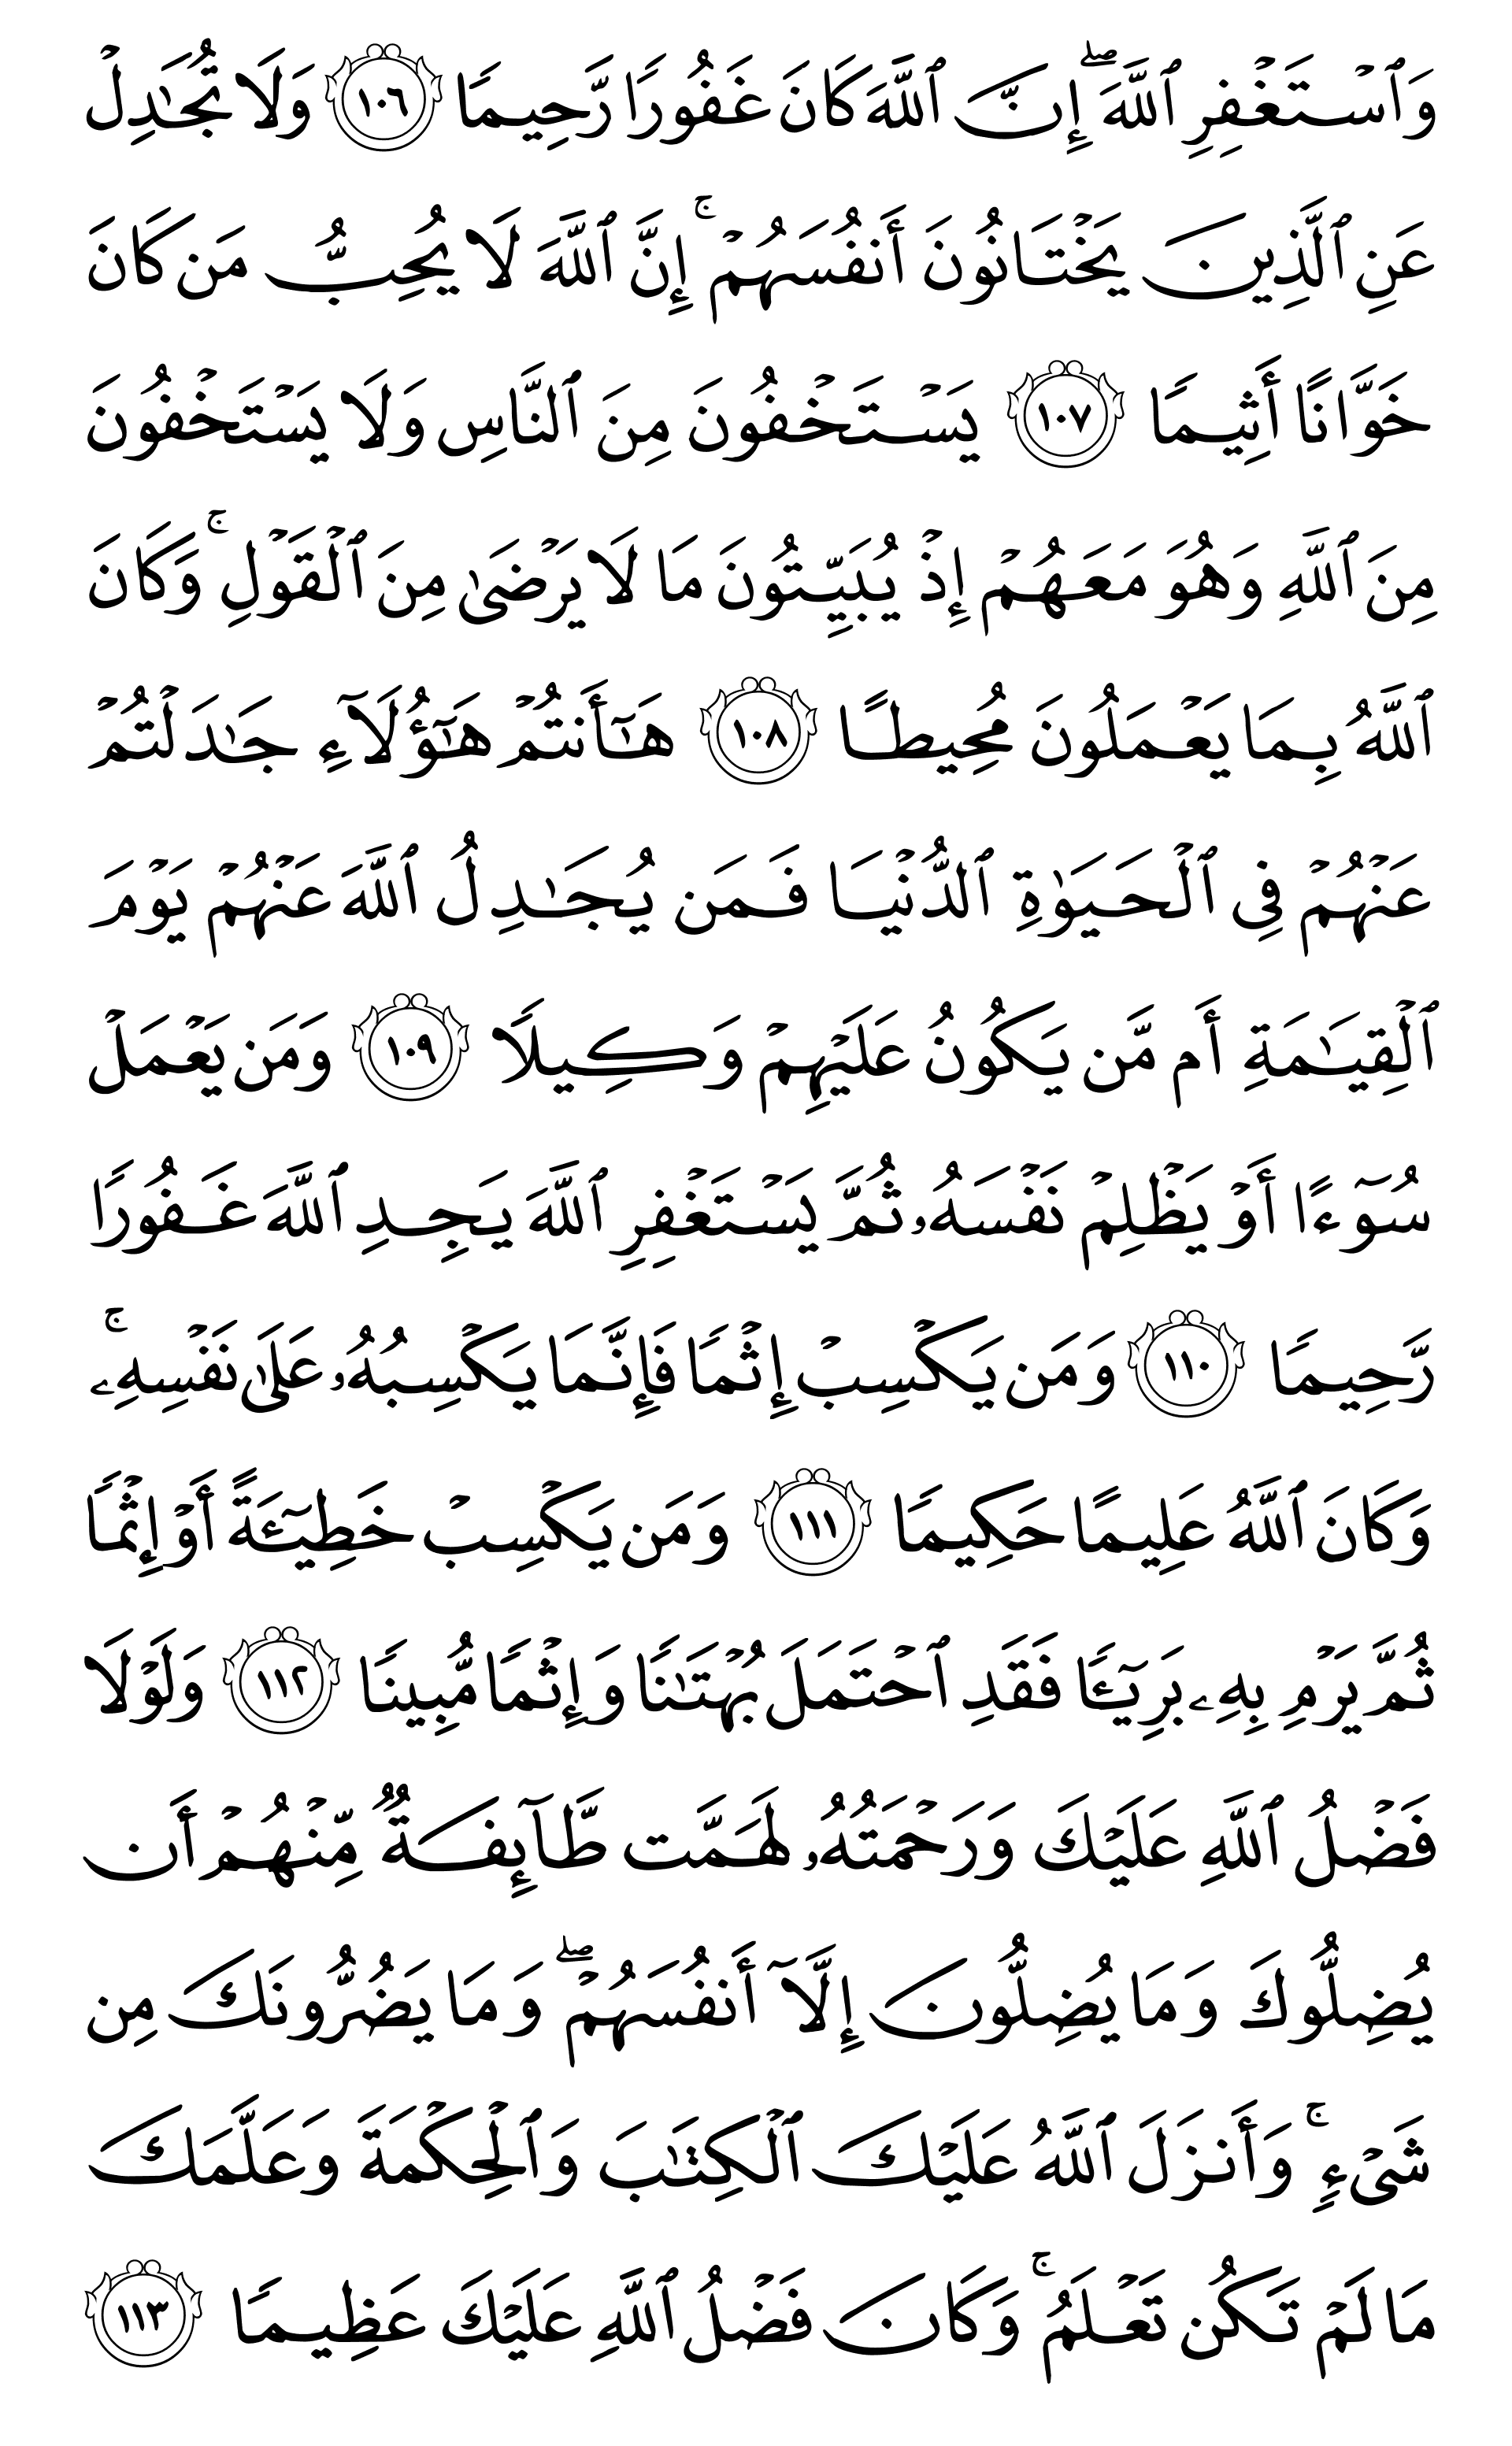 وَٱسۡتَغۡفِرِ ٱللَّهَۖ إِنَّ ٱللَّهَ كَانَ غَفُورٗا رَّحِيمٗا ١٠٦ وَلَا تُجَٰدِلۡ
عَنِ ٱلَّذِينَ يَخۡتَانُونَ أَنفُسَهُمۡۚ إِنَّ ٱللَّهَ لَا يُحِبُّ مَن كَانَ
خَوَّانًا أَثِيمٗا ١٠٧ يَسۡتَخۡفُونَ مِنَ ٱلنَّاسِ وَلَا يَسۡتَخۡفُونَ
مِنَ ٱللَّهِ وَهُوَ مَعَهُمۡ إِذۡ يُبَيِّتُونَ مَا لَا يَرۡضَىٰ مِنَ ٱلۡقَوۡلِۚ وَكَانَ
ٱللَّهُ بِمَا يَعۡمَلُونَ مُحِيطًا ١٠٨ هَٰٓأَنتُمۡ هَٰٓؤُلَآءِ جَٰدَلۡتُمۡ
عَنۡهُمۡ فِي ٱلۡحَيَوٰةِ ٱلدُّنۡيَا فَمَن يُجَٰدِلُ ٱللَّهَ عَنۡهُمۡ يَوۡمَ
ٱلۡقِيَٰمَةِ أَم مَّن يَكُونُ عَلَيۡهِمۡ وَكِيلٗا ١٠٩ وَمَن يَعۡمَلۡ
سُوٓءًا أَوۡ يَظۡلِمۡ نَفۡسَهُۥ ثُمَّ يَسۡتَغۡفِرِ ٱللَّهَ يَجِدِ ٱللَّهَ غَفُورٗا
رَّحِيمٗا ١١٠ وَمَن يَكۡسِبۡ إِثۡمٗا فَإِنَّمَا يَكۡسِبُهُۥ عَلَىٰ نَفۡسِهِۦۚ
وَكَانَ ٱللَّهُ عَلِيمًا حَكِيمٗا ١١١ وَمَن يَكۡسِبۡ خَطِيٓـَٔةً أَوۡ إِثۡمٗا
ثُمَّ يَرۡمِ بِهِۦ بَرِيٓـٔٗا فَقَدِ ٱحۡتَمَلَ بُهۡتَٰنٗا وَإِثۡمٗا مُّبِينٗا ١١٢ وَلَوۡلَا
فَضۡلُ ٱللَّهِ عَلَيۡكَ وَرَحۡمَتُهُۥ لَهَمَّت طَّآئِفَةٞ مِّنۡهُمۡ أَن
يُضِلُّوكَ وَمَا يُضِلُّونَ إِلَّآ أَنفُسَهُمۡۖ وَمَا يَضُرُّونَكَ مِن
شَيۡءٖۚ وَأَنزَلَ ٱللَّهُ عَلَيۡكَ ٱلۡكِتَٰبَ وَٱلۡحِكۡمَةَ وَعَلَّمَكَ
مَا لَمۡ تَكُن تَعۡلَمُۚ وَكَانَ فَضۡلُ ٱللَّهِ عَلَيۡكَ عَظِيمٗا ١١٣